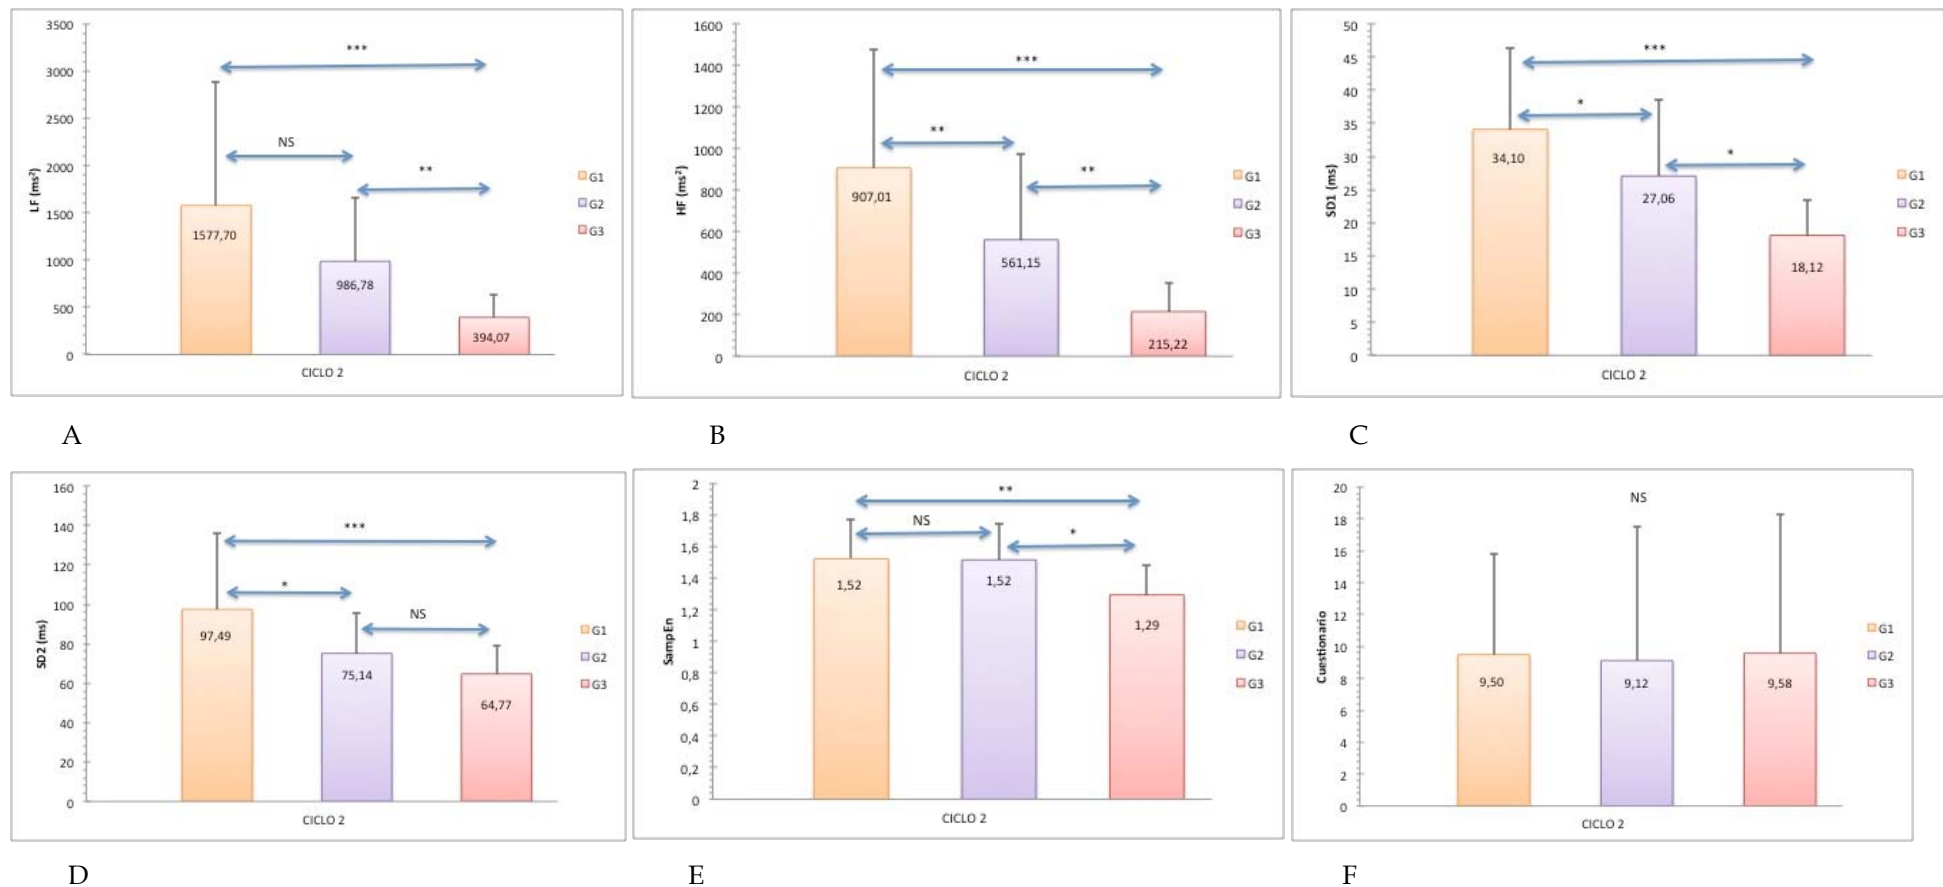 3500
3000
2500
2000
1500
1000
500
0
LF (ms²)
***
NS
**
1577,70
986,78
394,07
CICLO 2
G1
G2
G3
A
1600
1400
1200
1000
800
600
400
200
0
HF (ms²)
***
**
**
907,01
561,15
215,22
CICLO 2
G1
G2
G3
B
50
45
40
35
30
25
20
15
10
5
0
SD1 (ms)
***
*
*
34,10
27,06
18,12
CICLO 2
G1
G2
G3
C
160
140
120
100
80
60
40
20
0
SD2 (ms)
***
*
NS
97,49
75,14
64,77
CICLO 2
G1
G2
G3
D
2
1,8
1,6
1,4
1,2
1
0,8
0,6
0,4
0,2
0
SampEn
**
NS
*
1,52
1,52
1,29
CICLO 2
G1
G2
G3
E
20
18
16
14
12
10
8
6
4
2
0
Cuestionario
NS
9,50
9,12
9,58
CICLO 2
G1
G2
G3
F